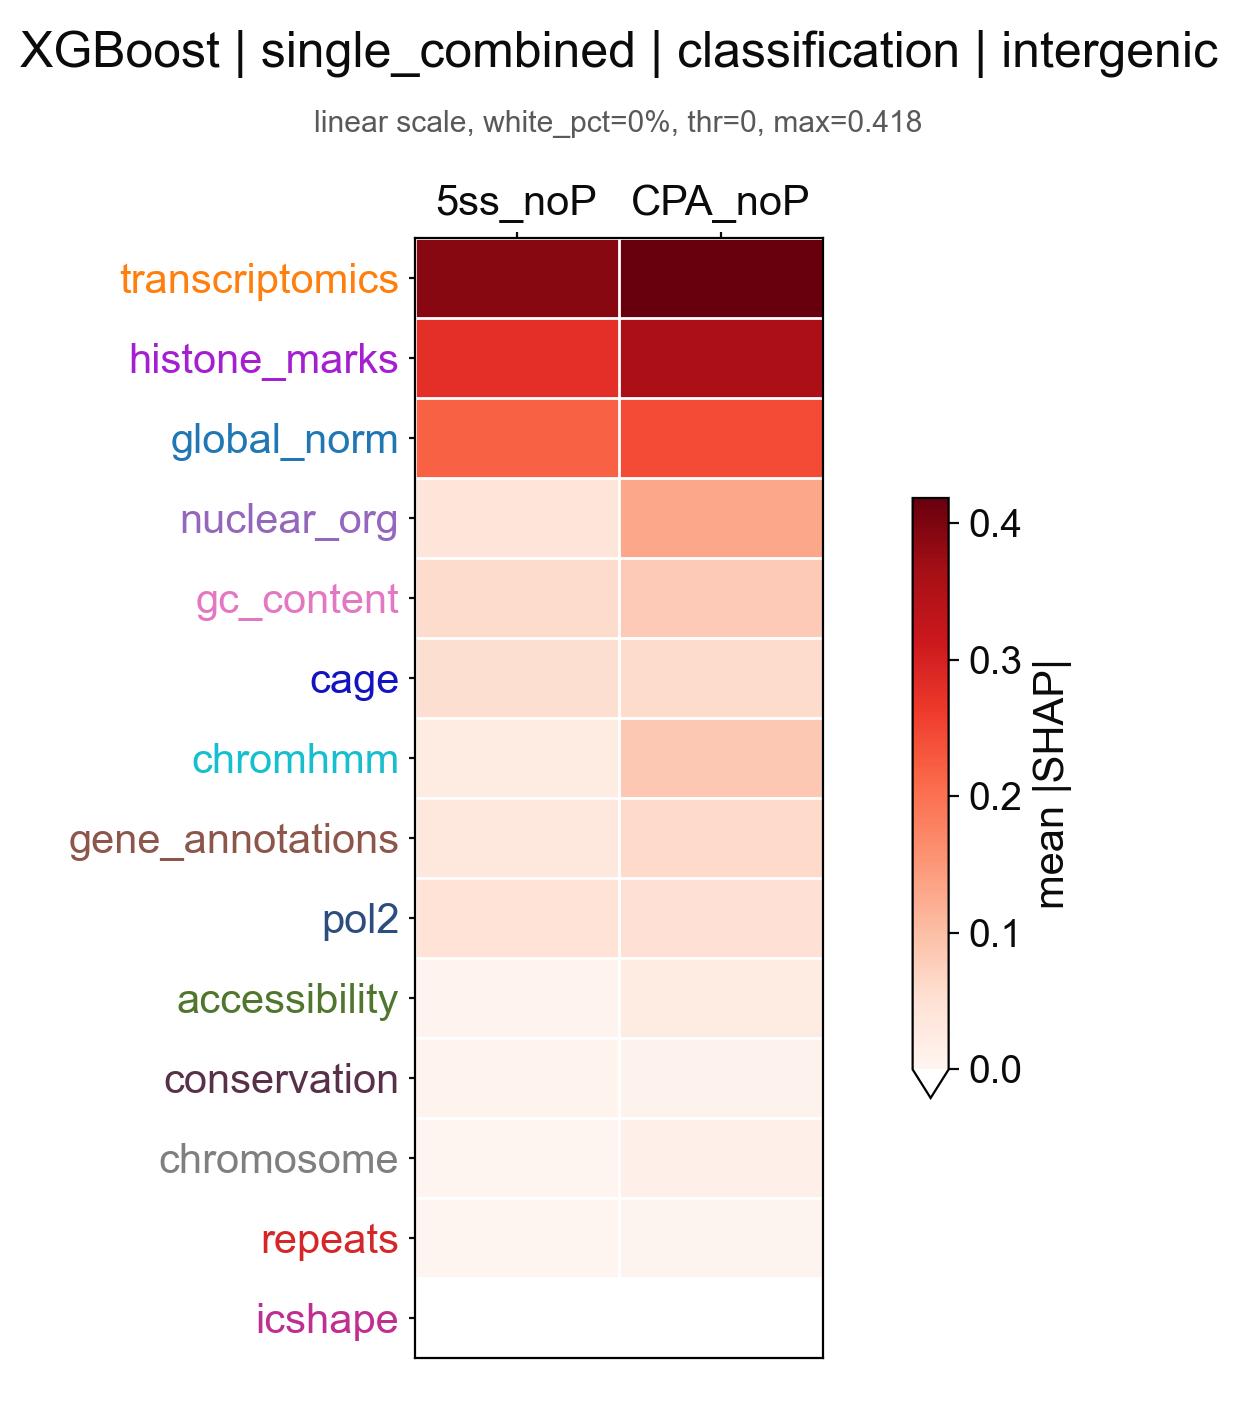 XGBoost | single_combined | classification | intergenic
linear scale, white_pct=0%, thr=0, max=0.418
5ss_noP CPA_noP
transcriptomics
histone_marks
global_norm
nuclear_org
gc_content
cage
chromhmm
gene_annotations
pol2
accessibility
conservation
chromosome
repeats
icshape
0.4
0.3
0.2
0.1
0.0
mean |SHAP|